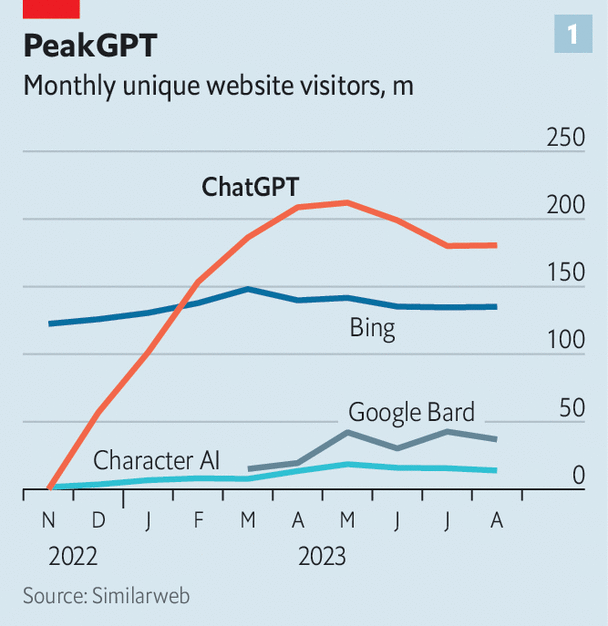 PeakGPT
1
Monthly unique website visitors, m
250
ChatGPT
200
150
Bing
100
Google Bard
50
Character AI
0
N D J F M A M J J A
2022 2023
Source: Similarweb